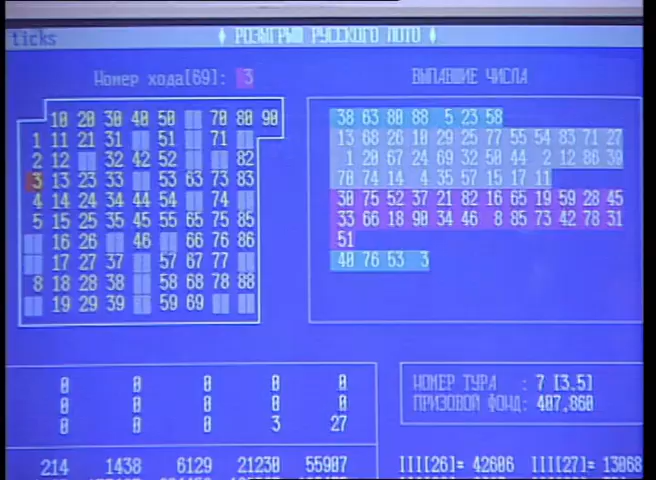 ticks
РОЗЫГРЫШ РУССКОГО ЛОТО
Номер хода[69]: 3
ВЫПАВШИЕ ЧИСЛА
10 20 30 40 50 70 80 90
1 11 21 31 51 71
2 12 32 42 52 82
3 13 23 33 53 63 73 83
4 14 24 34 44 54 74
5 15 25 35 45 55 65 75 85
16 26 46 66 76 86
17 27 37 57 67 77
8 18 28 38 58 68 78 88
19 29 39 59 69
38 63 80 88 5 23 58
13 68 26 10 29 25 77 55 54 83 71 27
1 20 67 24 69 32 50 44 2 12 86 39
70 74 14 4 35 57 15 17 11
30 75 52 37 21 82 16 65 19 59 28 45
33 66 18 90 34 46 8 85 73 42 78 31
51
40 76 53 3
0 0 0 0 0
0 0 0 0 0
0 0 0 3 27
НОМЕР ТУРА : 7 [3,5]
ПРИЗОВОЙ ФОНД: 407,860
214 1438 6129 21230 55907
III[26]= 42606 III[27]= 13068